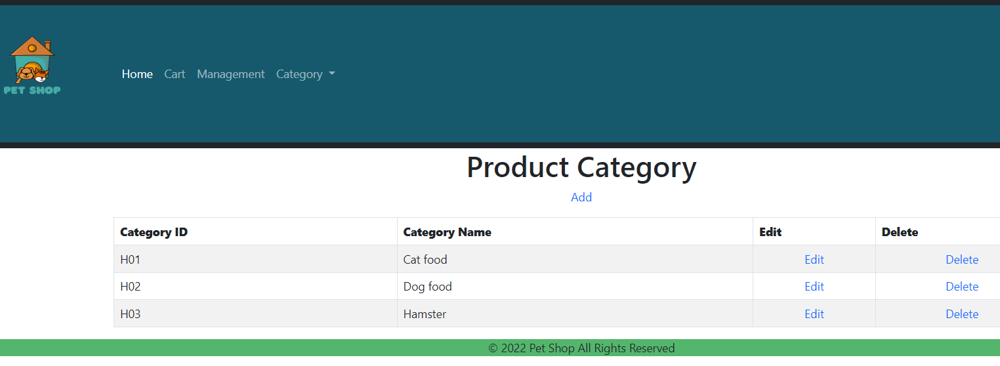 PET SHOP
Home Cart Management Category
Product Category
Add
Category ID Category Name Edit Delete
H01 Cat food Edit Delete
H02 Dog food Edit Delete
H03 Hamster Edit Delete
© 2022 Pet Shop All Rights Reserved